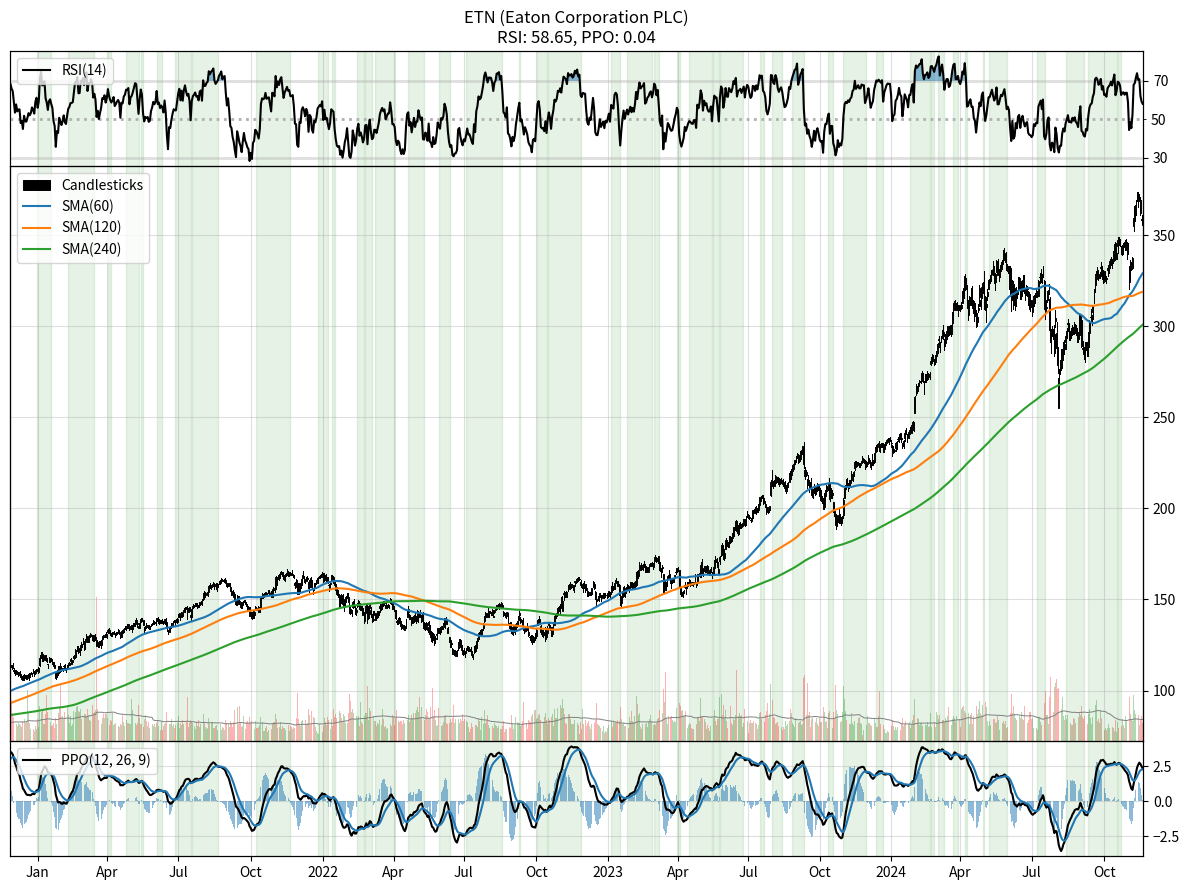 ETN (Eaton Corporation PLC)
RSI: 58.65, PPO: 0.04
RSI(14)
70
50
30
Candlesticks
SMA(60)
SMA(120)
SMA(240)
350
300
250
200
150
100
PPO(12, 26, 9)
2.5
0.0
−2.5
Jan Apr Jul Oct 2022 Apr Jul Oct 2023 Apr Jul Oct 2024 Apr Jul Oct